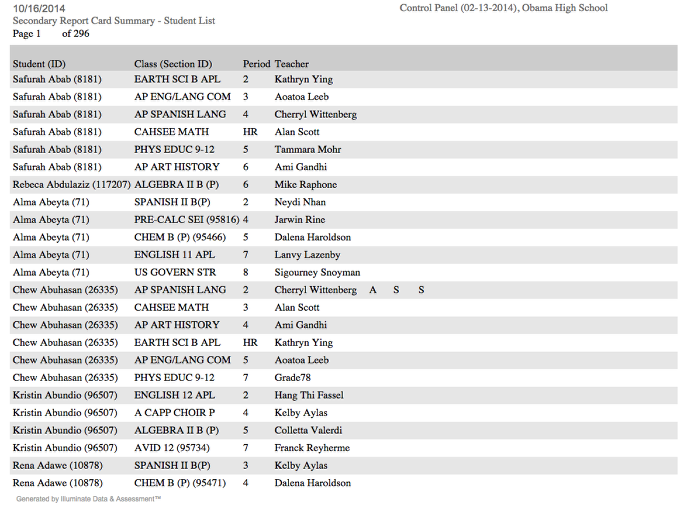 10/16/2014 Control Panel (02-13-2014), Obama High School
Secondary Report Card Summary - Student List
Page 1 of 296
Student (ID) Class (Section ID) Period Teacher
Safurah Abab (8181) EARTH SCI B APL 2 Kathryn Ying
Safurah Abab (8181) AP ENG/LANG COM 3 Aoatoa Leeb
Safurah Abab (8181) AP SPANISH LANG 4 Cherryl Wittenberg
Safurah Abab (8181) CAHSEE MATH HR Alan Scott
Safurah Abab (8181) PHYS EDUC 9-12 5 Tammara Mohr
Safurah Abab (8181) AP ART HISTORY 6 Ami Gandhi
Rebeca Abdulaziz (117207) ALGEBRA II B (P) 6 Mike Raphone
Alma Abeyta (71) SPANISH II B(P) 2 Neydi Nhan
Alma Abeyta (71) PRE-CALC SEI (95816) 4 Jarwin Rine
Alma Abeyta (71) CHEM B (P) (95466) 5 Dalena Haroldson
Alma Abeyta (71) ENGLISH 11 APL 7 Lanvy Lazenby
Alma Abeyta (71) US GOVERN STR 8 Sigourney Snoyman
Chew Abuhasan (26335) AP SPANISH LANG 2 Cherryl Wittenberg A S S
Chew Abuhasan (26335) CAHSEE MATH 3 Alan Scott
Chew Abuhasan (26335) AP ART HISTORY 4 Ami Gandhi
Chew Abuhasan (26335) EARTH SCI B APL HR Kathryn Ying
Chew Abuhasan (26335) AP ENG/LANG COM 5 Aoatoa Leeb
Chew Abuhasan (26335) PHYS EDUC 9-12 7 Grade78
Kristin Abundio (96507) ENGLISH 12 APL 2 Hang Thi Fassel
Kristin Abundio (96507) A CAPP CHOIR P 4 Kelby Aylas
Kristin Abundio (96507) ALGEBRA II B (P) 5 Colletta Valerdi
Kristin Abundio (96507) AVID 12 (95734) 7 Franck Reyherme
Rena Adawe (10878) SPANISH II B(P) 3 Kelby Aylas
Rena Adawe (10878) CHEM B (P) (95471) 4 Dalena Haroldson
Generated by Illuminate Data & Assessment™